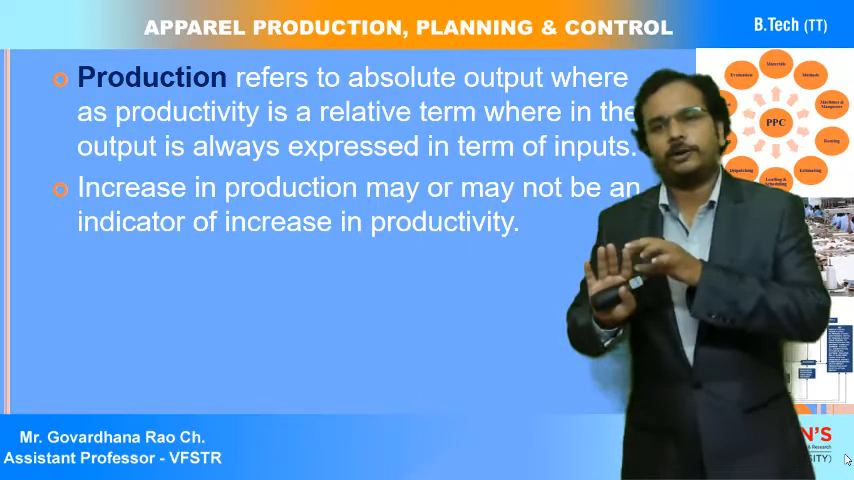 APPAREL PRODUCTION, PLANNING & CONTROL
B.Tech (TT)
Production refers to absolute output where
as productivity is a relative term where in the
output is always expressed in term of inputs.
Increase in production may or may not be an
indicator of increase in productivity.
Materials
Evaluation
Methods
Machines &
Manpower
PPC
Routing
Estimating
Loading &
Scheduling
Dispatching
Mr. Govardhana Rao Ch.
Assistant Professor - VFSTR
N'S
& Research
SITY)